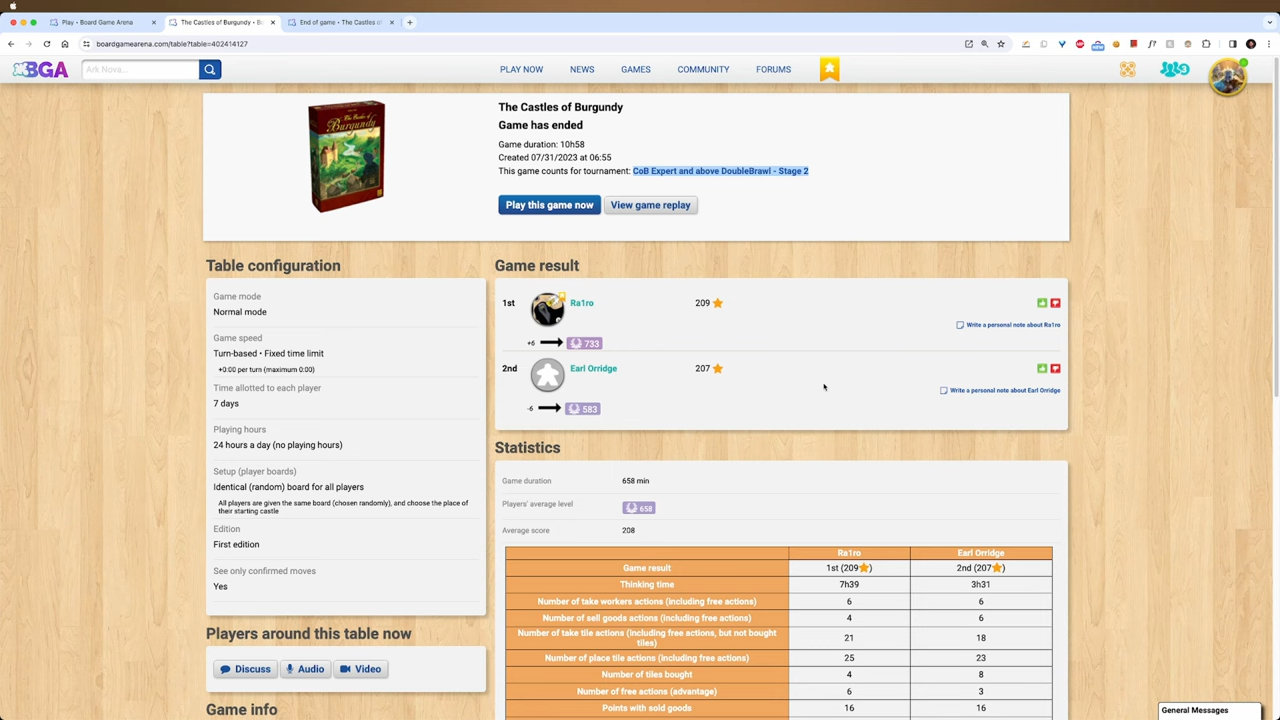 Play • Board Game Arena
The Castles of Burgundy • B
End of game • The Castles o
boardgamearena.com/table?table=402414127
NEW
BGA
Ark Nova...
PLAY NOW
NEWS
GAMES
COMMUNITY
FORUMS
3
Burgundy
The Castles of Burgundy
Game has ended
Game duration: 10h58
Created 07/31/2023 at 06:55
This game counts for tournament: CoB Expert and above DoubleBrawl - Stage 2
Play this game now
View game replay
Table configuration
Game mode
Normal mode
Game speed
Turn-based • Fixed time limit
+0:00 per turn (maximum 0:00)
Time allotted to each player
7 days
Playing hours
24 hours a day (no playing hours)
Setup (player boards)
Identical (random) board for all players
All players are given the same board (chosen randomly), and choose the place of
their starting castle
Edition
First edition
See only confirmed moves
Yes
Players around this table now
Discuss
Audio
Video
Game info
Game result
1st
Ra1ro
209
Write a personal note about Ra1ro
+6
733
2nd
Earl Orridge
207
Write a personal note about Earl Orridge
-6
583
Statistics
Game duration
658 min
Players' average level
658
Average score
208
Ra1ro
Earl Orridge
Game result
1st (209)
2nd (207)
Thinking time
7h39
3h31
Number of take workers actions (including free actions)
6
6
Number of sell goods actions (including free actions)
4
6
Number of take tile actions (including free actions, but not bought
tiles)
21
18
Number of place tile actions (including free actions)
25
23
Number of tiles bought
4
8
Number of free actions (advantage)
6
3
Points with sold goods
16
16
General Messages